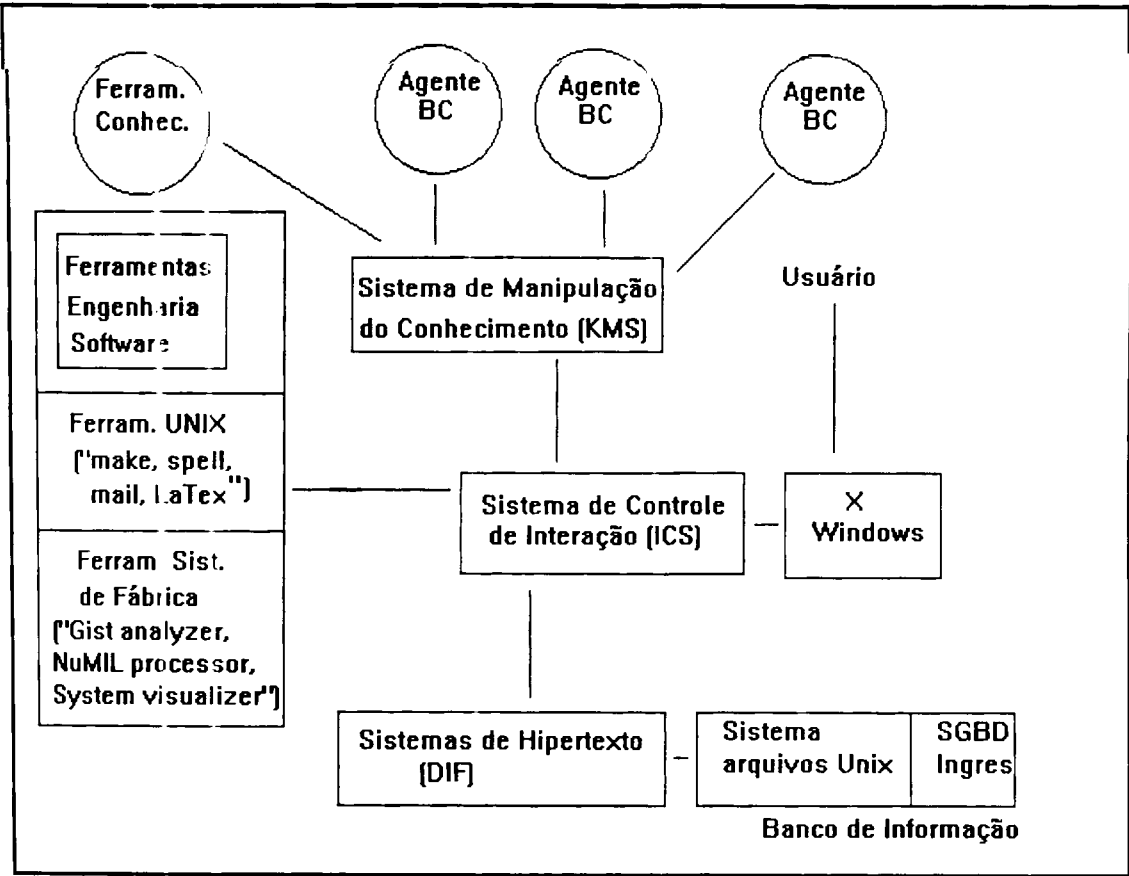 Ferram.
Conhec.
Agente
BC
Agente
BC
Agente
BC
Ferramentas
Engenharia
Software
Sistema de Manipulação
do Conhecimento (KMS)
Usuário
Ferram. UNIX
("make, spell,
mail, LaTex")
Sistema de Controle
de Interação (ICS)
X
Windows
Ferram Sist.
de Fábrica
("Gist analyzer,
NuMIL processor,
System visualizer")
Sistemas de Hipertexto
(DIF)
Sistema
arquivos Unix
SGBD
Ingres
Banco de Informação